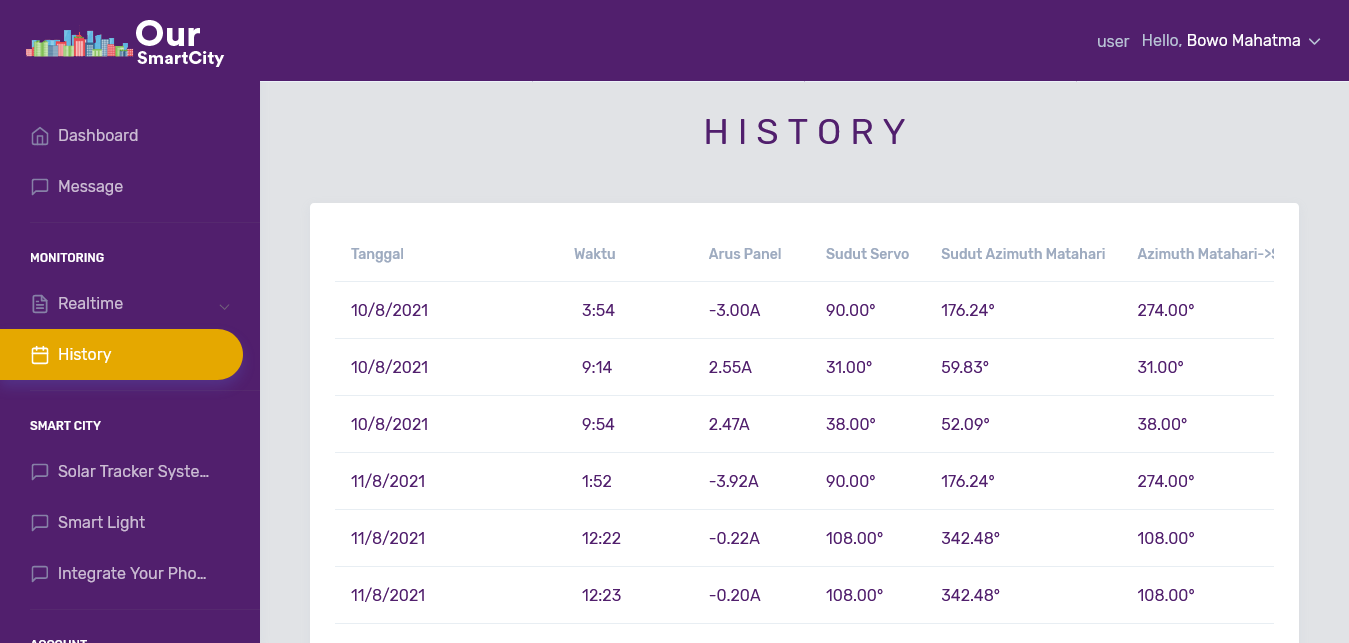 Our
SmartCity
user Hello, Bowo Mahatma
Dashboard
Message
MONITORING
Realtime
History
SMART CITY
Solar Tracker Syste...
Smart Light
Integrate Your Pho...
ACCOUNT
HISTORY
Tanggal Waktu Arus Panel Sudut Servo Sudut Azimuth Matahari Azimuth Matahari->
10/8/2021 3:54 -3.00A 90.00° 176.24° 274.00°
10/8/2021 9:14 2.55A 31.00° 59.83° 31.00°
10/8/2021 9:54 2.47A 38.00° 52.09° 38.00°
11/8/2021 1:52 -3.92A 90.00° 176.24° 274.00°
11/8/2021 12:22 -0.22A 108.00° 342.48° 108.00°
11/8/2021 12:23 -0.20A 108.00° 342.48° 108.00°